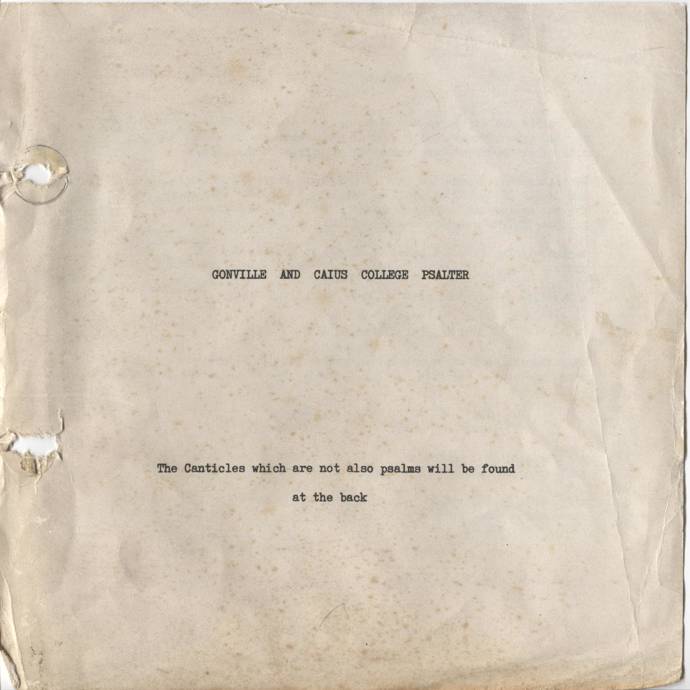 GONVILLE AND CAIUS COLLEGE PSALTER
The Canticles which are not also psalms will be found
at the back